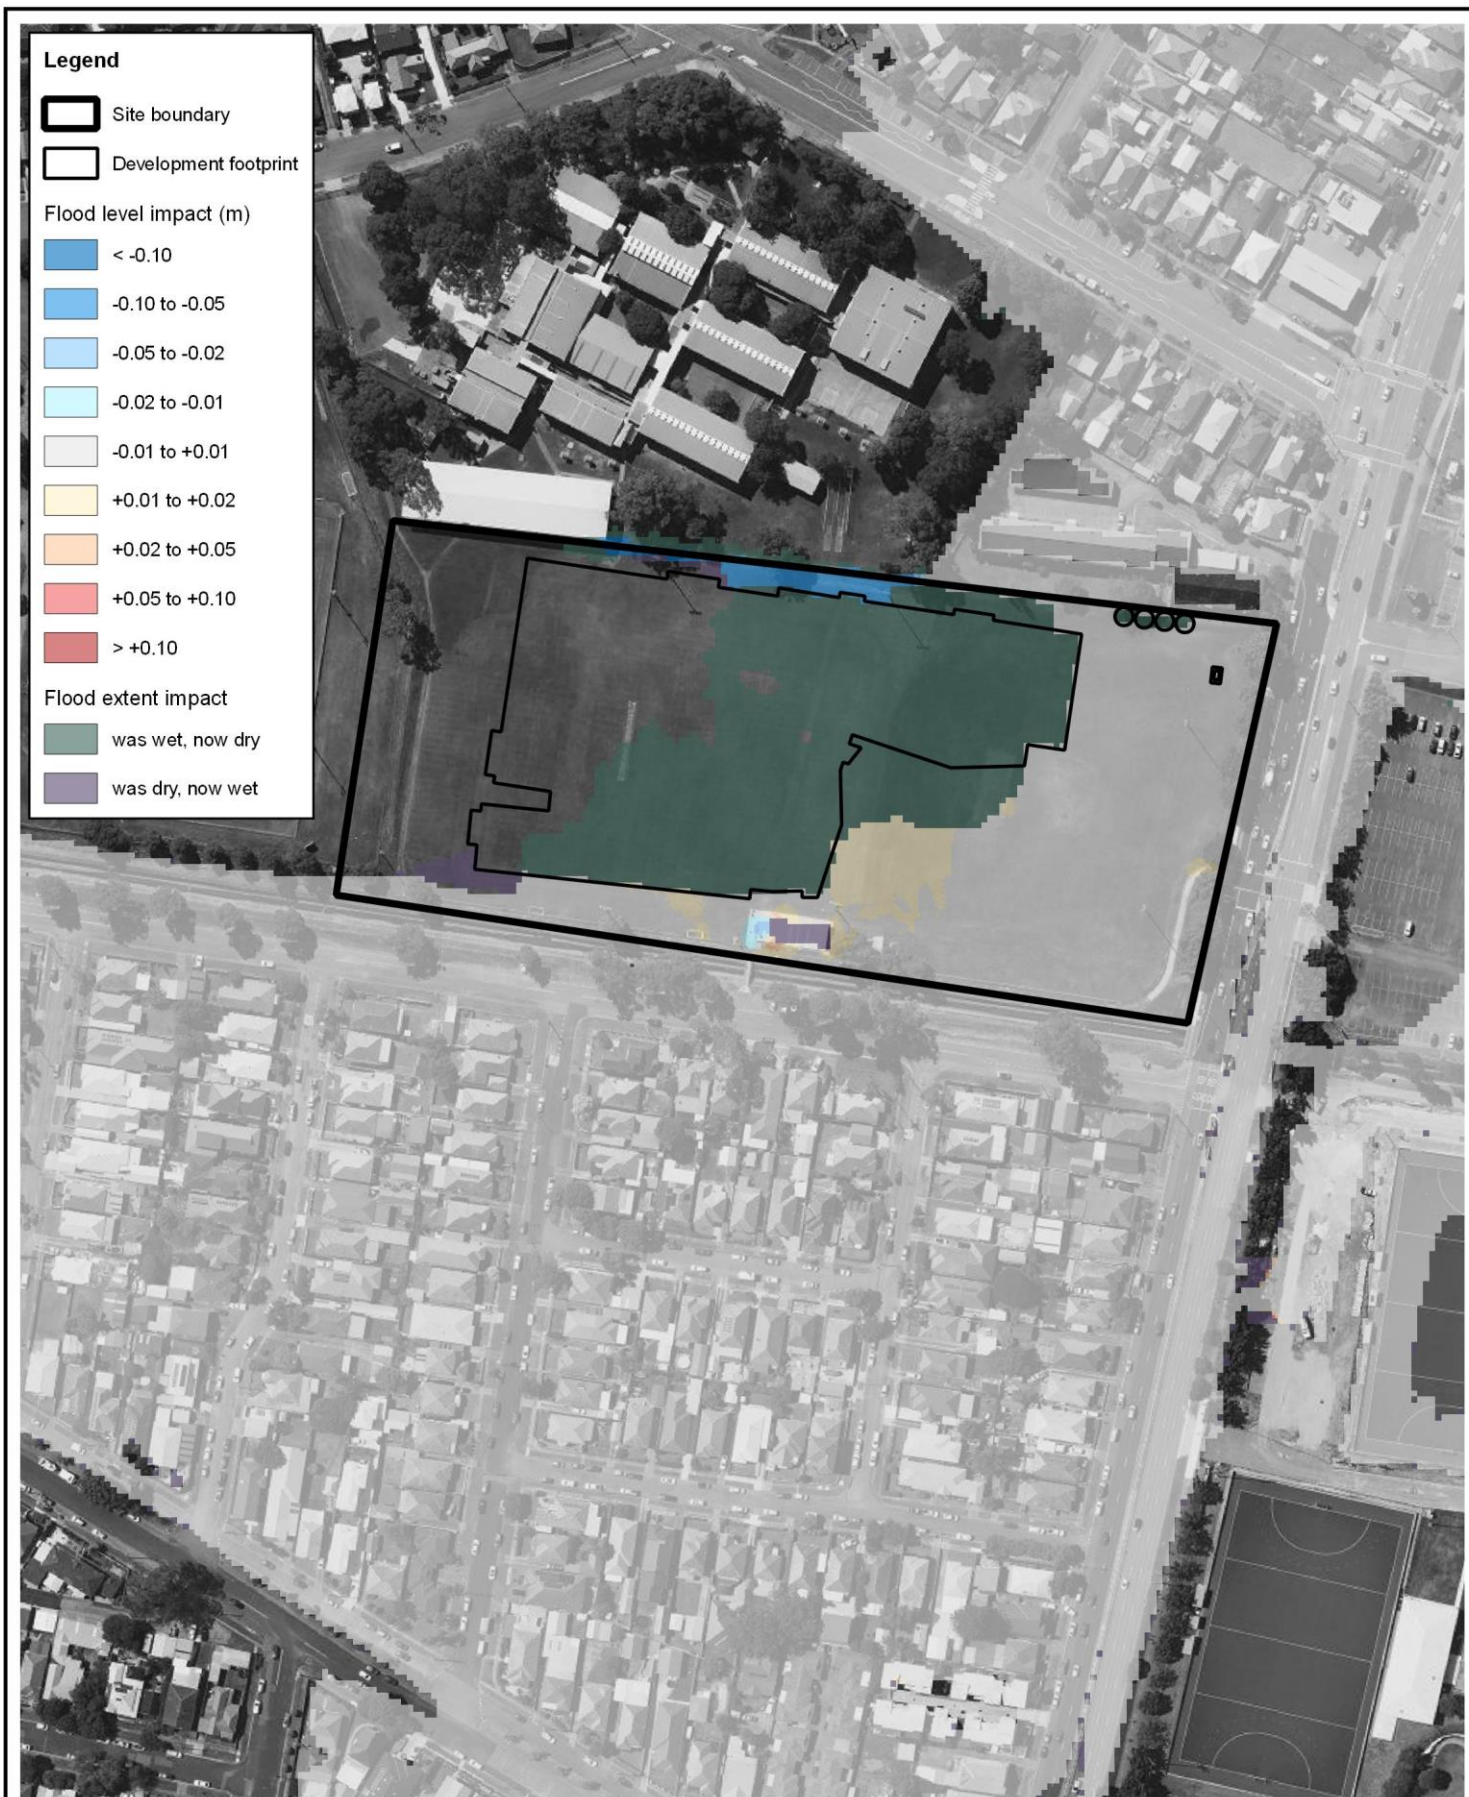 Legend
Site boundary
Development footprint
Flood level impact (m)
< -0.10
-0.10 to -0.05
-0.05 to -0.02
-0.02 to -0.01
-0.01 to +0.01
+0.01 to +0.02
+0.02 to +0.05
+0.05 to +0.10
> +0.10
Flood extent impact
was wet, now dry
was dry, now wet